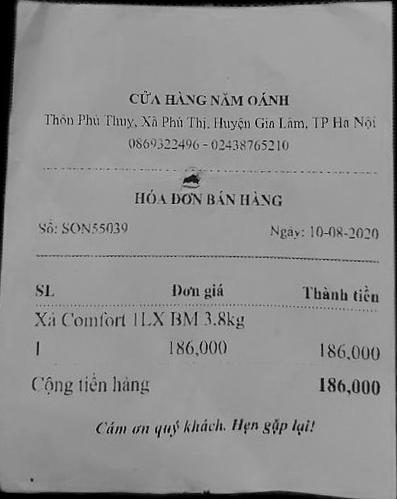 CỬA HÀNG NĂM OÁNH
Thôn Phú Thụy, Xã Phú Thị, Huyện Gia Lâm, TP Hà Nội
0869322496 - 02438765210
HÓA ĐƠN BÁN HÀNG
Số: SON55039 Ngày: 10-08-2020
SL Đơn giá Thành tiền
Xả Comfort 1LX BM 3.8kg
1 186,000 186,000
Cộng tiền hàng 186,000
Cám ơn quý khách. Hẹn gặp lại!